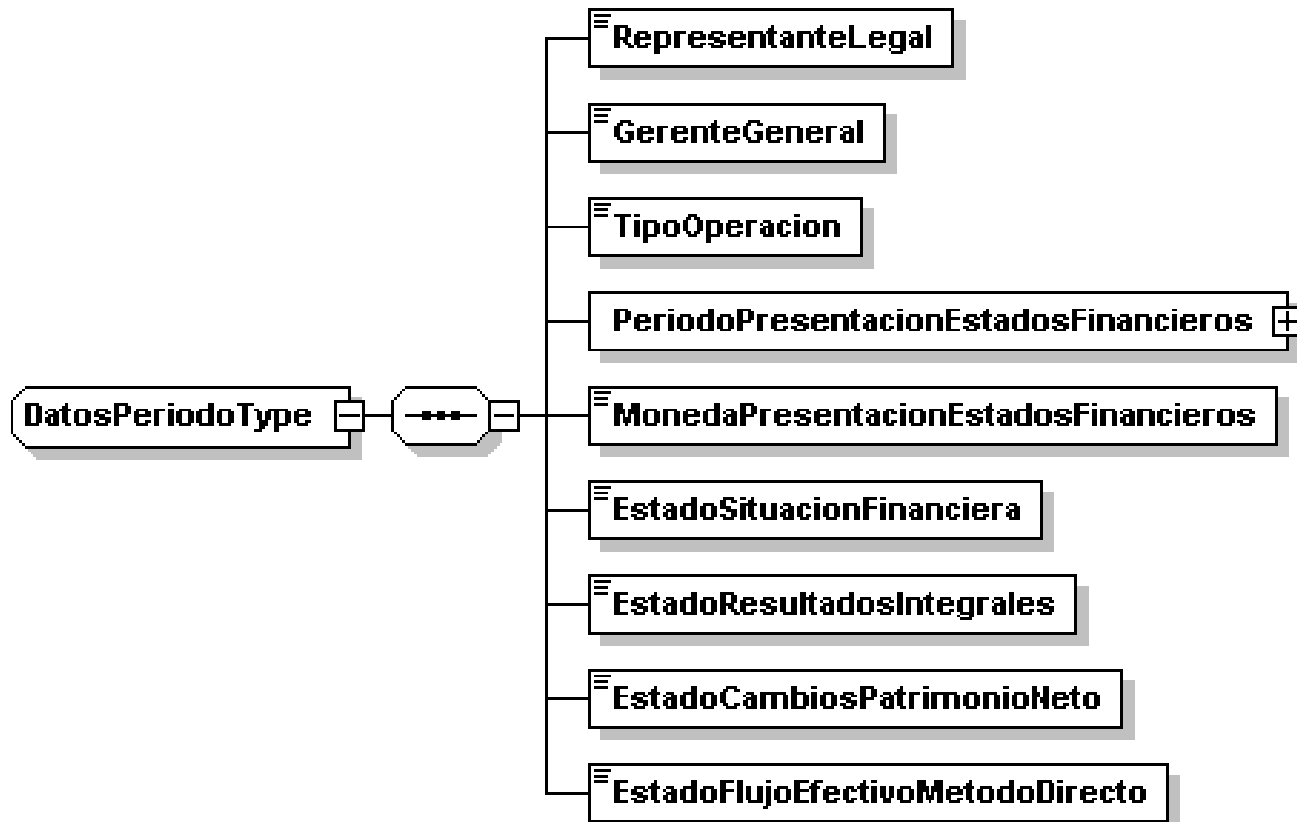 RepresentanteLegal
GerenteGeneral
TipoOperacion
PeriodoPresentacionEstadosFinancieros
DatosPeriodoType
MonedaPresentacionEstadosFinancieros
EstadoSituacionFinanciera
EstadoResultadosIntegrales
EstadoCambiosPatrimonioNeto
EstadoFlujoEfectivoMetodoDirecto